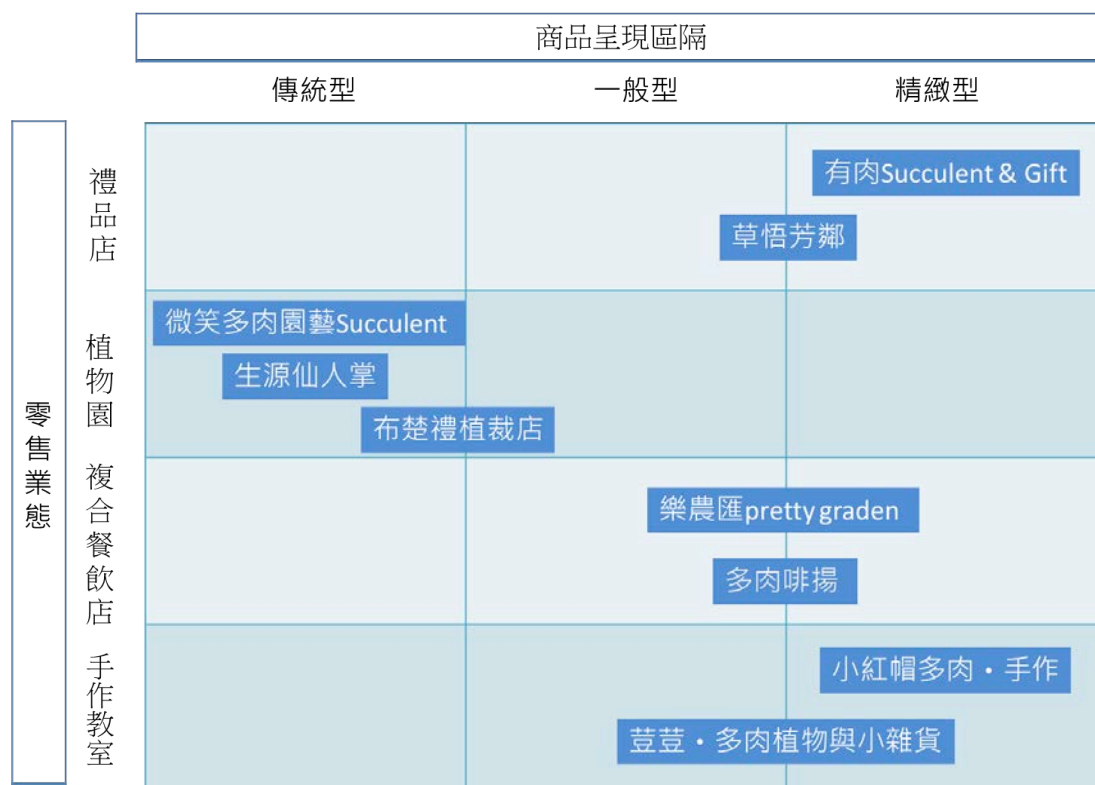 商品呈現區隔
傳統型
一般型
精緻型
零售業態
禮品店
有肉Succulent & Gift
草悟芳鄰
植物園
微笑多肉園藝Succulent
生源仙人掌
布楚禮植裁店
複合餐飲店
樂農匯pretty graden
多肉啡揚
手作教室
小紅帽多肉・手作
荳荳・多肉植物與小雜貨